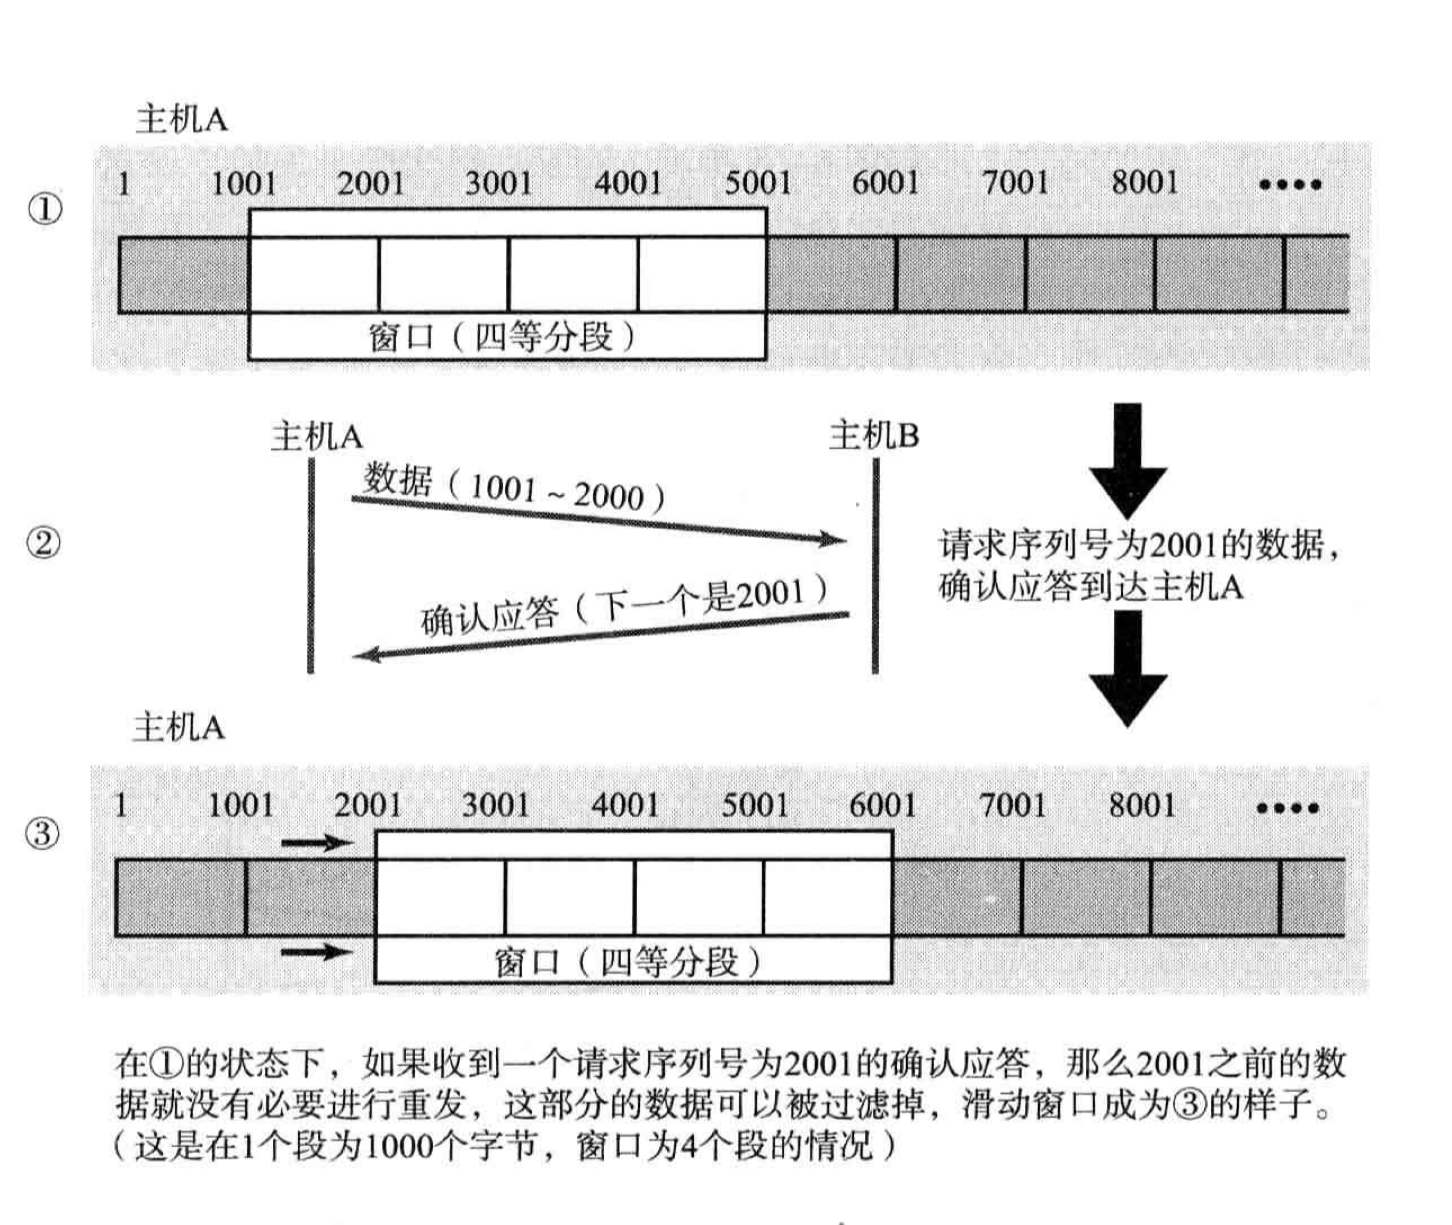 主机A
①
1 1001 2001 3001 4001 5001 6001 7001 8001 ••••
窗口（四等分段）
主机A
主机B
②
数据（1001～2000）
确认应答（下一个是2001）
请求序列号为2001的数据，
确认应答到达主机A
主机A
③
1 1001 2001 3001 4001 5001 6001 7001 8001 ••••
窗口（四等分段）
在①的状态下，如果收到一个请求序列号为2001的确认应答，那么2001之前的数
据就没有必要进行重发，这部分的数据可以被过滤掉，滑动窗口成为③的样子。
（这是在1个段为1000个字节，窗口为4个段的情况）